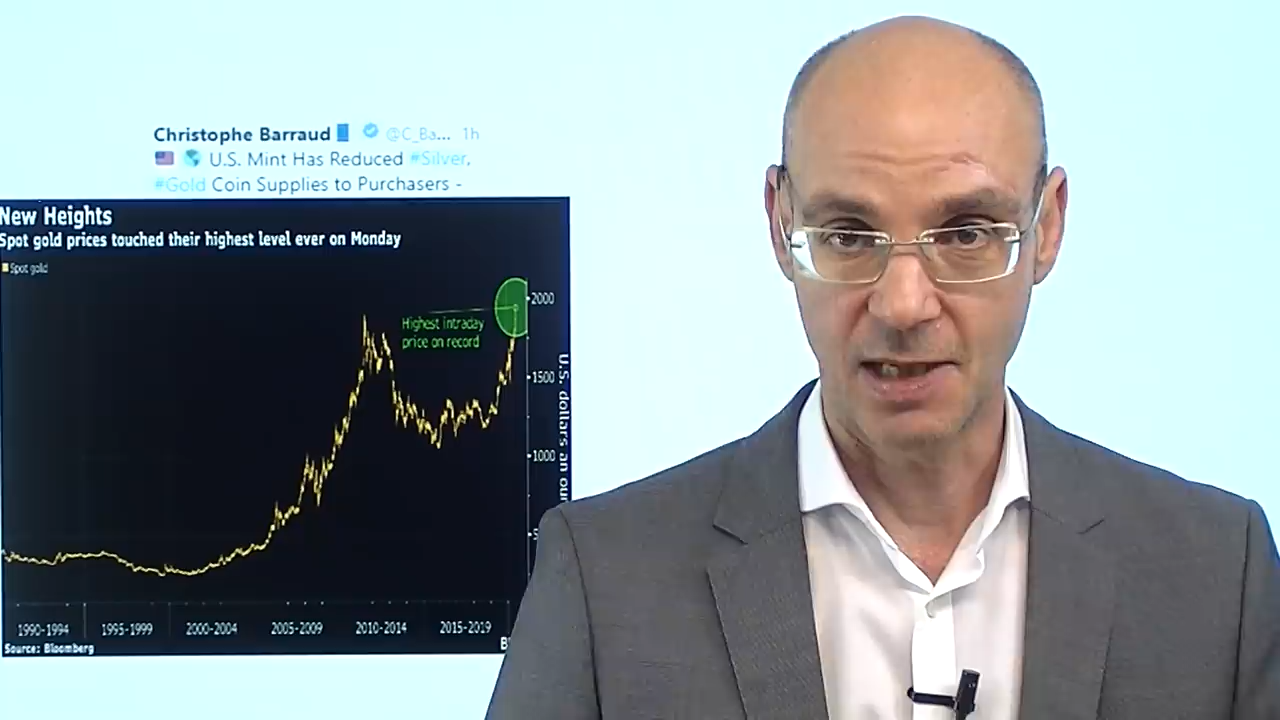 Christophe Barraud @C_Ba... 1h
U.S. Mint Has Reduced #Silver,
#Gold Coin Supplies to Purchasers -
New Heights
Spot gold prices touched their highest level ever on Monday
Spot gold
2000
Highest intraday
price on record
1500
1000
U.S. dollars an
1990-1994 1995-1999 2000-2004 2005-2009 2010-2014 2015-2019
Source: Bloomberg